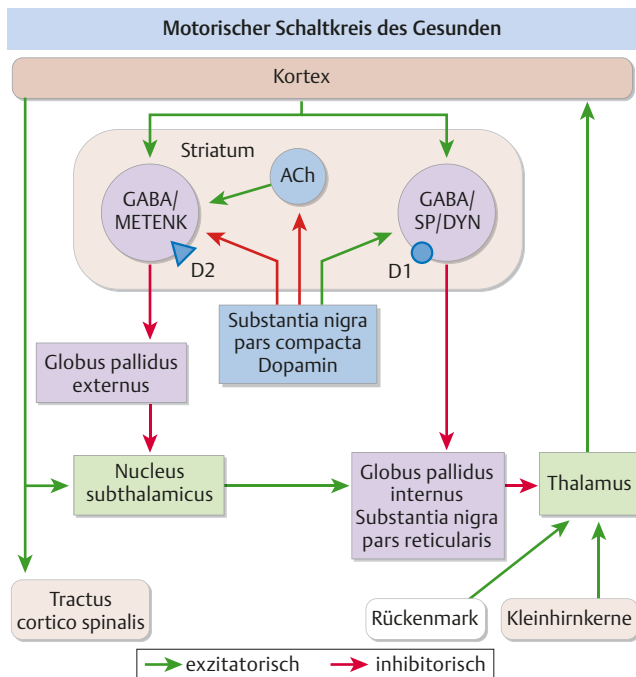 Motorischer Schaltkreis des Gesunden
Kortex
Striatum
ACh
GABA/
METENK
GABA/
SP/DYN
D2
D1
Substantia nigra
pars compacta
Dopamin
Globus pallidus
externus
Nucleus
subthalamicus
Globus pallidus
internus
Substantia nigra
pars reticularis
Thalamus
Tractus
cortico spinalis
Rückenmark
Kleinhirnkerne
exzitatorisch
inhibitorisch